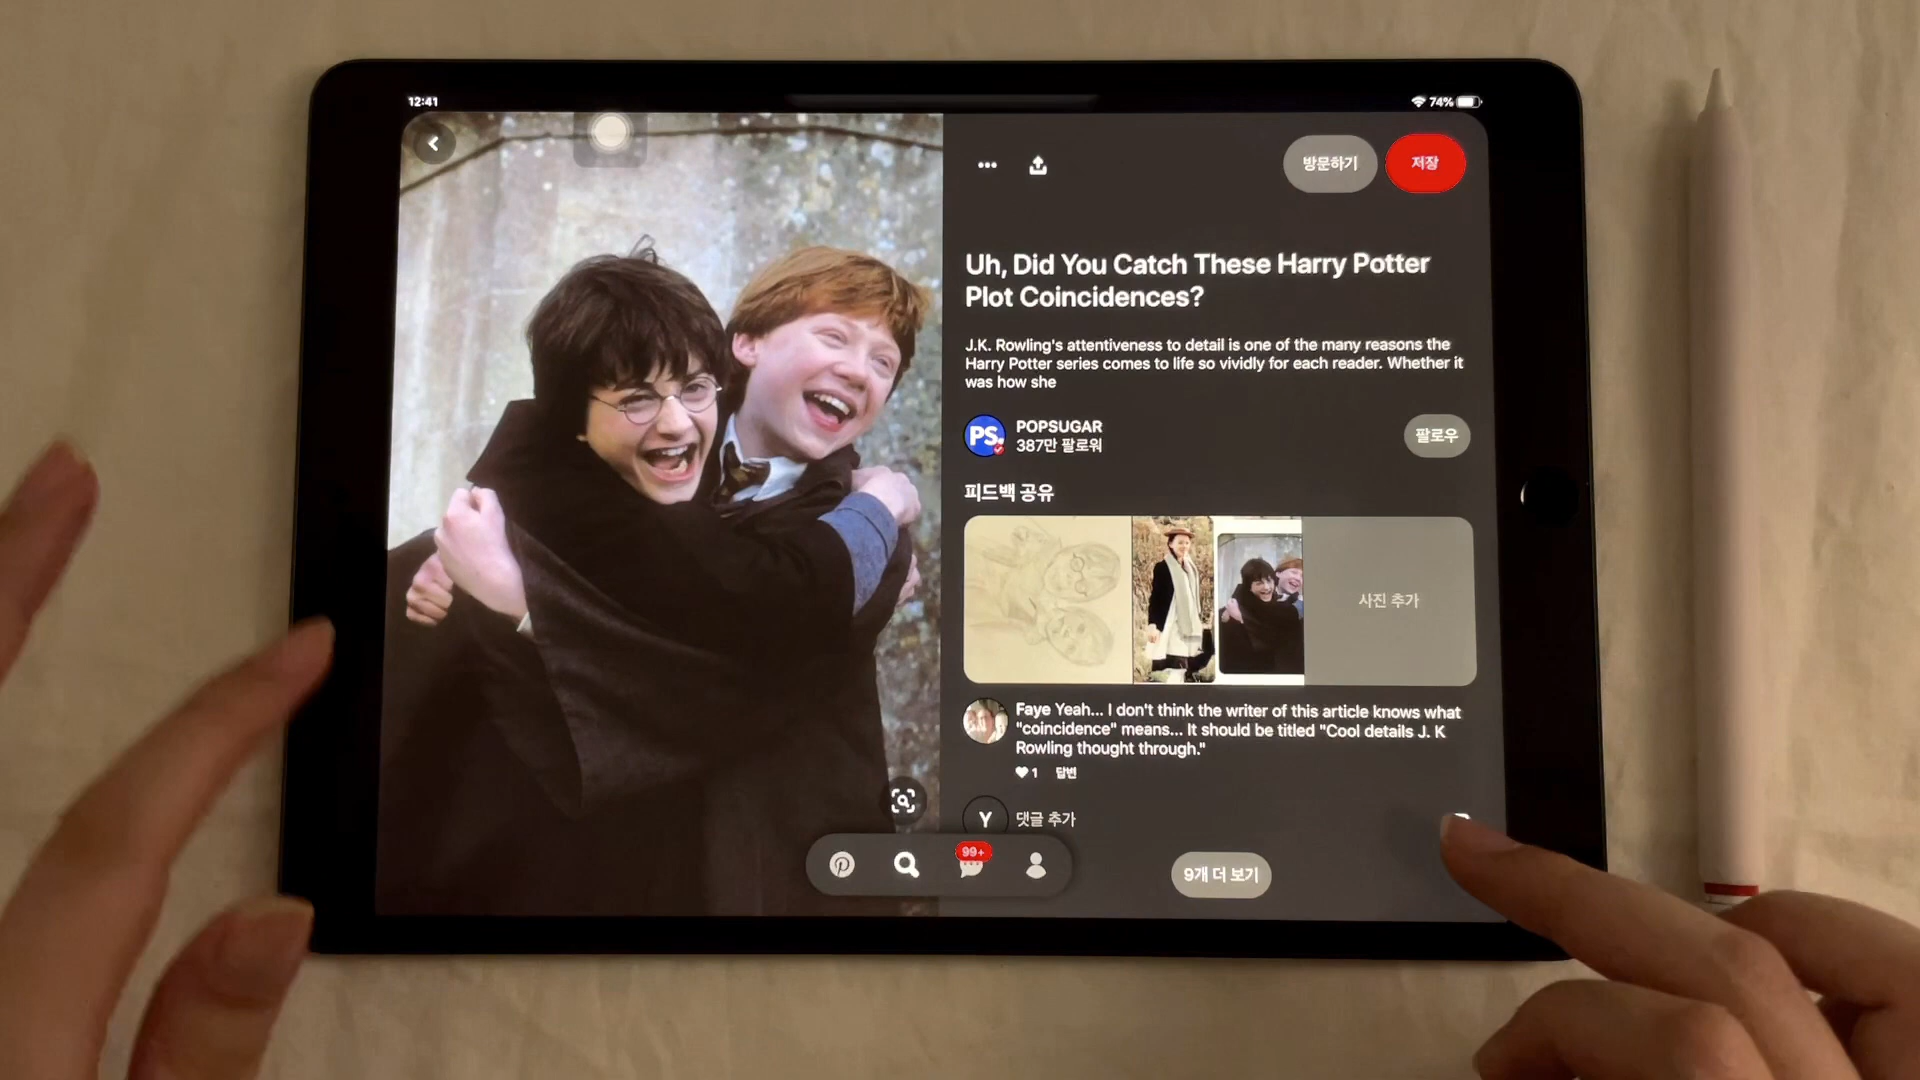 12:41
74%
방문하기
저장
Uh, Did You Catch These Harry Potter
Plot Coincidences?
J.K. Rowling's attentiveness to detail is one of the many reasons the
Harry Potter series comes to life so vividly for each reader. Whether it
was how she
PS.
POPSUGAR
387만 팔로워
팔로우
피드백 공유
사진 추가
Faye Yeah... I don't think the writer of this article knows what
"coincidence" means... It should be titled "Cool details J. K
Rowling thought through."
1 답변
Y 댓글 추가
99+
9개 더 보기